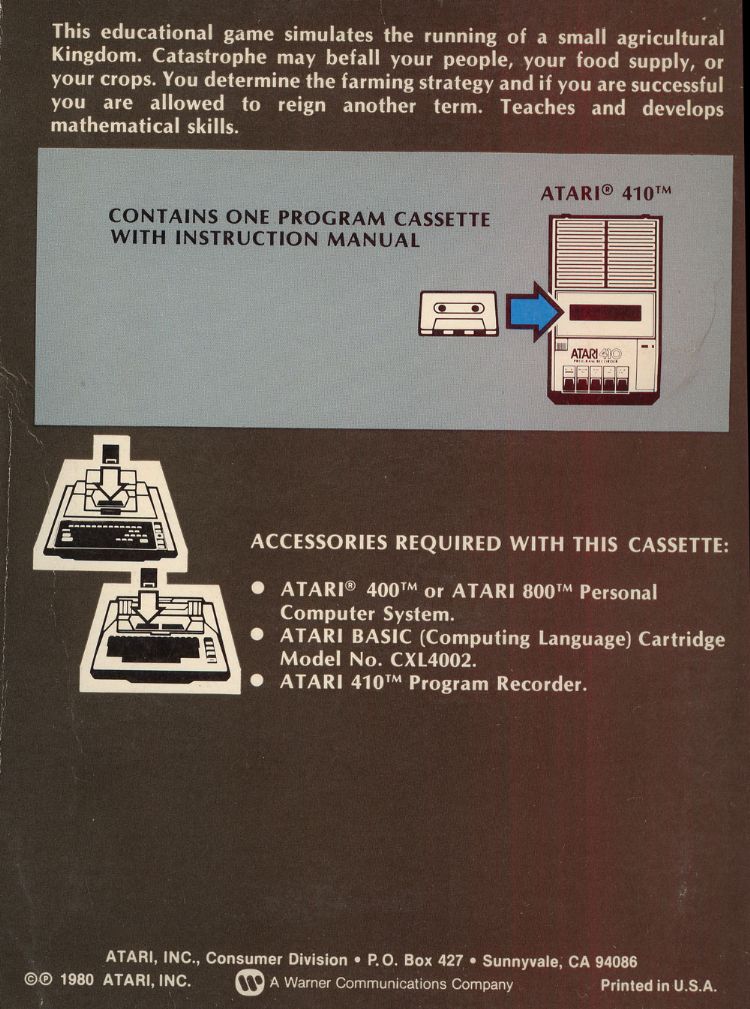 This educational game simulates the running of a small agricultural
Kingdom. Catastrophe may befall your people, your food supply, or
your crops. You determine the farming strategy and if you are successful
you are allowed to reign another term. Teaches and develops
mathematical skills.
ATARI® 410™
CONTAINS ONE PROGRAM CASSETTE
WITH INSTRUCTION MANUAL
ATARI 410
PROGRAM RECORDER
ACCESSORIES REQUIRED WITH THIS CASSETTE:
● ATARI® 400™ or ATARI 800™ Personal
Computer System.
● ATARI BASIC (Computing Language) Cartridge
Model No. CXL4002.
● ATARI 410™ Program Recorder.
ATARI, INC., Consumer Division • P.O. Box 427 • Sunnyvale, CA 94086
©℗ 1980 ATARI, INC. A Warner Communications Company Printed in U.S.A.